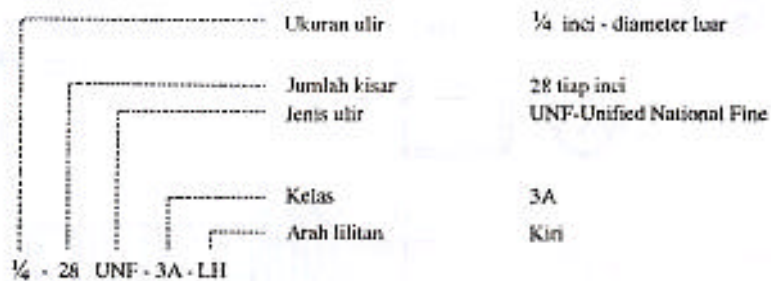 Ukuran ulir ¼ inci - diameter luar
Jumlah kisar 28 tiap inci
Jenis ulir UNF-Unified National Fine
Kelas 3A
Arah lilitan Kiri
¼ - 28 UNF - 3A - LH